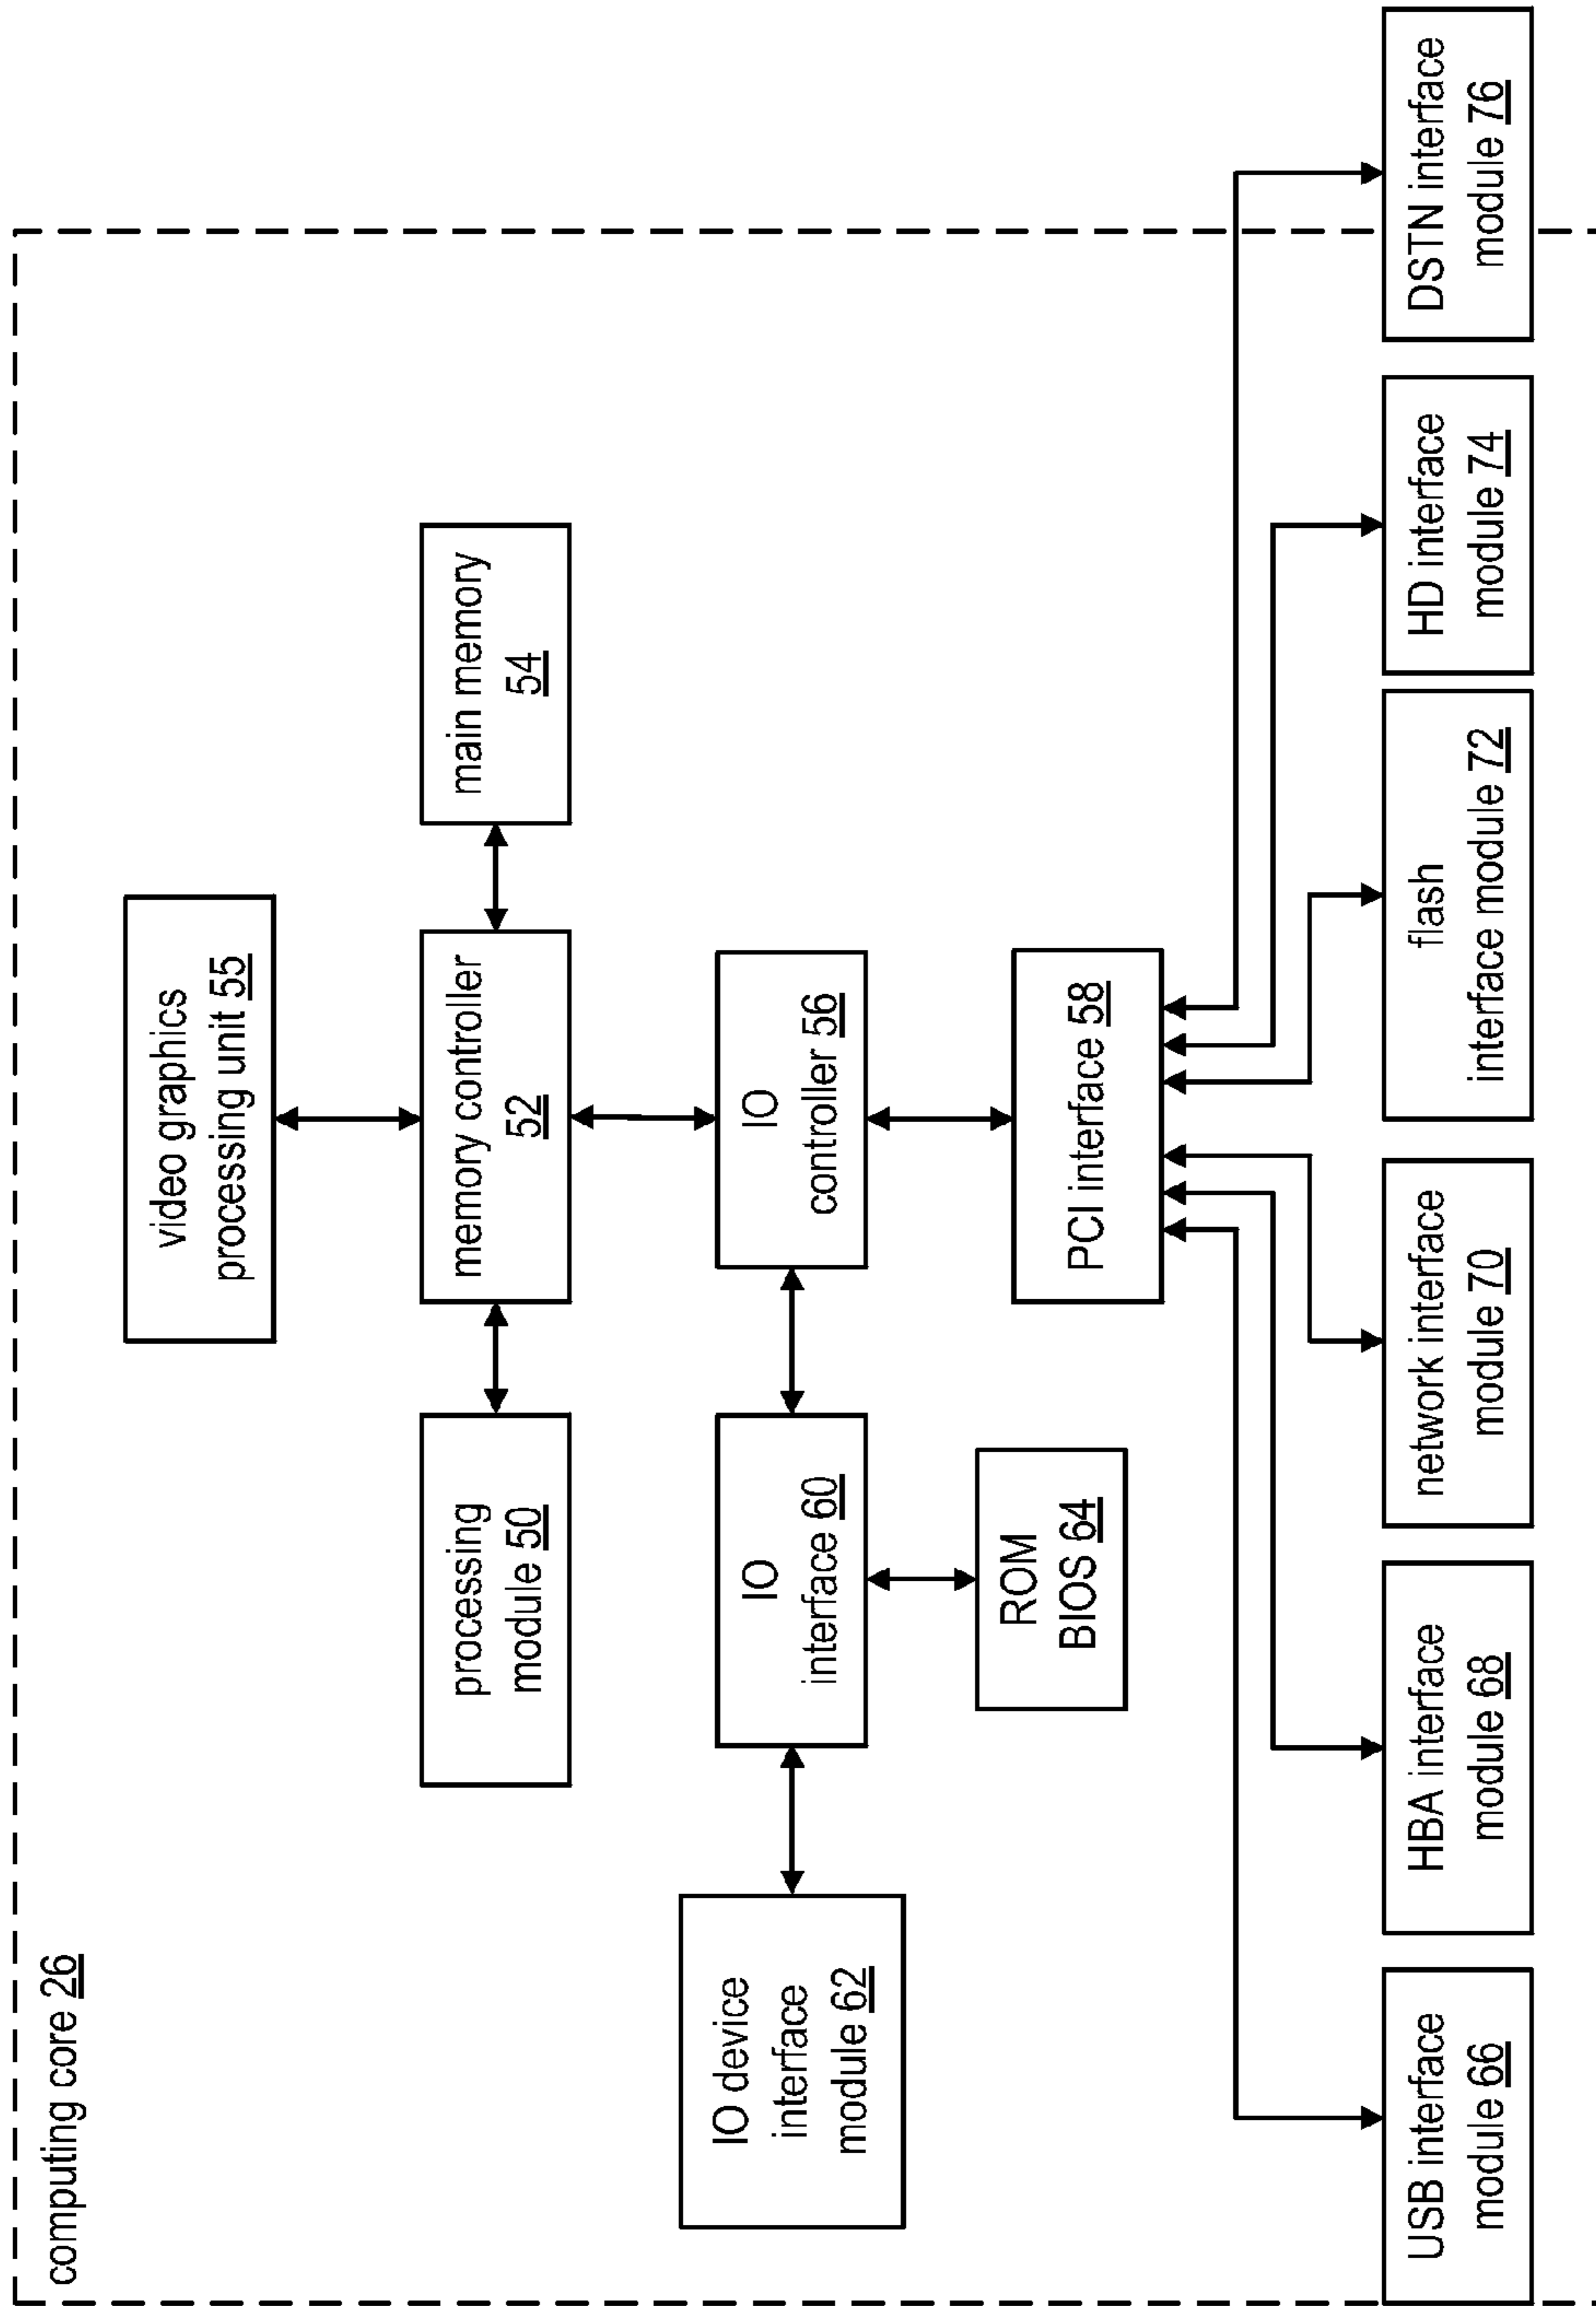 computing core 26
video graphics
processing unit 55
processing
module 50
memory controller
52
main memory
54
IO device
interface
module 62
IO
interface 60
IO
controller 56
ROM
BIOS 64
PCI interface 58
USB interface
module 66
HBA interface
module 68
network interface
module 70
flash
interface module 72
HD interface
module 74
DSTN interface
module 76